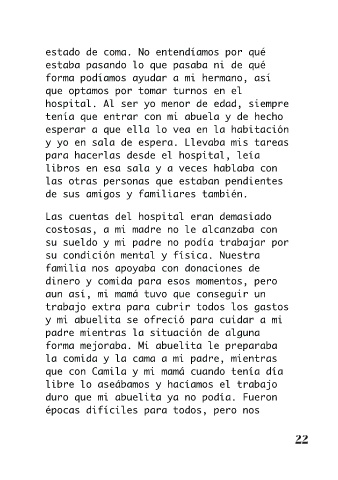 estado de coma. No entendíamos por qué
estaba pasando lo que pasaba ni de qué
forma podíamos ayudar a mi hermano, así
que optamos por tomar turnos en el
hospital. Al ser yo menor de edad, siempre
tenía que entrar con mi abuela y de hecho
esperar a que ella lo vea en la habitación
y yo en sala de espera. Llevaba mis tareas
para hacerlas desde el hospital, leía
libros en esa sala y a veces hablaba con
las otras personas que estaban pendientes
de sus amigos y familiares también.
Las cuentas del hospital eran demasiado
costosas, a mi madre no le alcanzaba con
su sueldo y mi padre no podía trabajar por
su condición mental y física. Nuestra
familia nos apoyaba con donaciones de
dinero y comida para esos momentos, pero
aun así, mi mamá tuvo que conseguir un
trabajo extra para cubrir todos los gastos
y mi abuelita se ofreció para cuidar a mi
padre mientras la situación de alguna
forma mejoraba. Mi abuelita le preparaba
la comida y la cama a mi padre, mientras
que con Camila y mi mamá cuando tenía día
libre lo aseábamos y hacíamos el trabajo
duro que mi abuelita ya no podía. Fueron
épocas difíciles para todos, pero nos
22